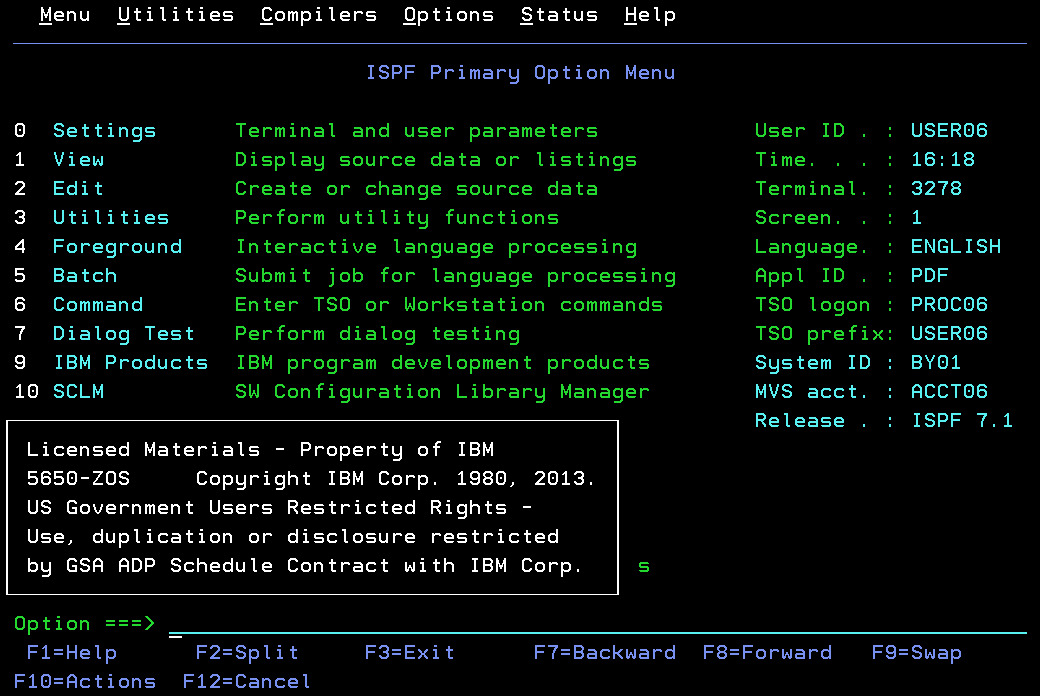 Menu  Utilities  Compilers  Options  Status  Help
ISPF Primary Option Menu
0  Settings      Terminal and user parameters            User ID . : USER06
1  View          Display source data or listings         Time. . . : 16:18
2  Edit          Create or change source data            Terminal. : 3278
3  Utilities     Perform utility functions               Screen. . : 1
4  Foreground    Interactive language processing         Language. : ENGLISH
5  Batch         Submit job for language processing      Appl ID . : PDF
6  Command       Enter TSO or Workstation commands       TSO logon : PROC06
7  Dialog Test   Perform dialog testing                  TSO prefix: USER06
9  IBM Products  IBM program development products        System ID : BY01
10 SCLM          SW Configuration Library Manager        MVS acct. : ACCT06
Release . : ISPF 7.1
Licensed Materials - Property of IBM
5650-ZOS     Copyright IBM Corp. 1980, 2013.
US Government Users Restricted Rights -
Use, duplication or disclosure restricted
by GSA ADP Schedule Contract with IBM Corp.    s
Option ===>
F1=Help      F2=Split     F3=Exit      F7=Backward  F8=Forward   F9=Swap
F10=Actions  F12=Cancel